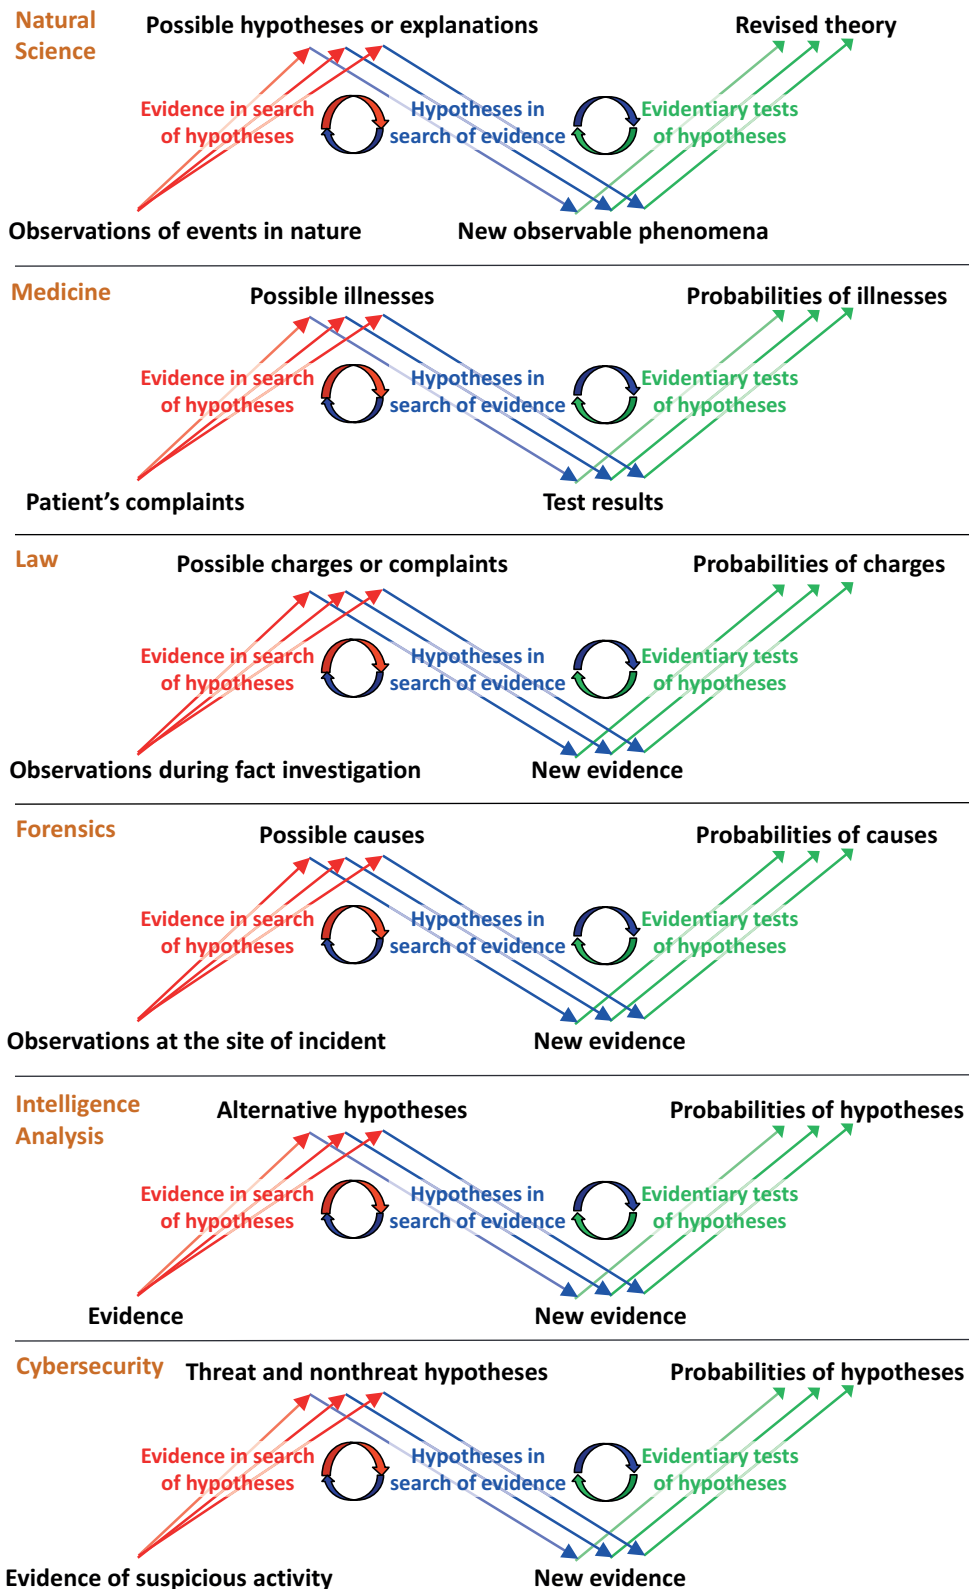 Natural
Science
Possible hypotheses or explanations
Revised theory
Evidence in search
of hypotheses
Hypotheses in
search of evidence
Evidentiary tests
of hypotheses
Observations of events in nature
New observable phenomena
Medicine
Possible illnesses
Probabilities of illnesses
Evidence in search
of hypotheses
Hypotheses in
search of evidence
Evidentiary tests
of hypotheses
Patient’s complaints
Test results
Law
Possible charges or complaints
Probabilities of charges
Evidence in search
of hypotheses
Hypotheses in
search of evidence
Evidentiary tests
of hypotheses
Observations during fact investigation
New evidence
Forensics
Possible causes
Probabilities of causes
Evidence in search
of hypotheses
Hypotheses in
search of evidence
Evidentiary tests
of hypotheses
Observations at the site of incident
New evidence
Intelligence
Analysis
Alternative hypotheses
Probabilities of hypotheses
Evidence in search
of hypotheses
Hypotheses in
search of evidence
Evidentiary tests
of hypotheses
Evidence
New evidence
Cybersecurity
Threat and nonthreat hypotheses
Probabilities of hypotheses
Evidence in search
of hypotheses
Hypotheses in
search of evidence
Evidentiary tests
of hypotheses
Evidence of suspicious activity
New evidence